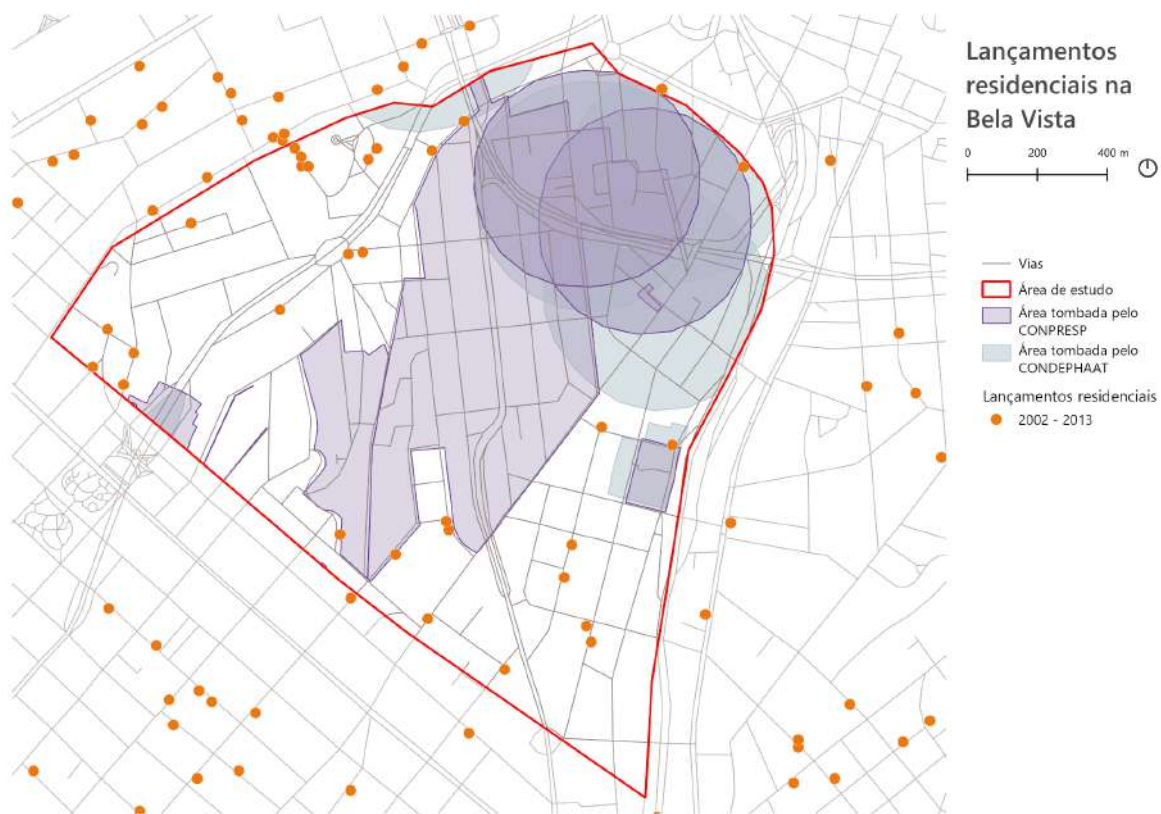 Lançamentos
residenciais na
Bela Vista
0 200 400 m
Vias
Área de estudo
Área tombada pelo
CONPRESP
Área tombada pelo
CONDEPHAAT
Lançamentos residenciais
2002 - 2013